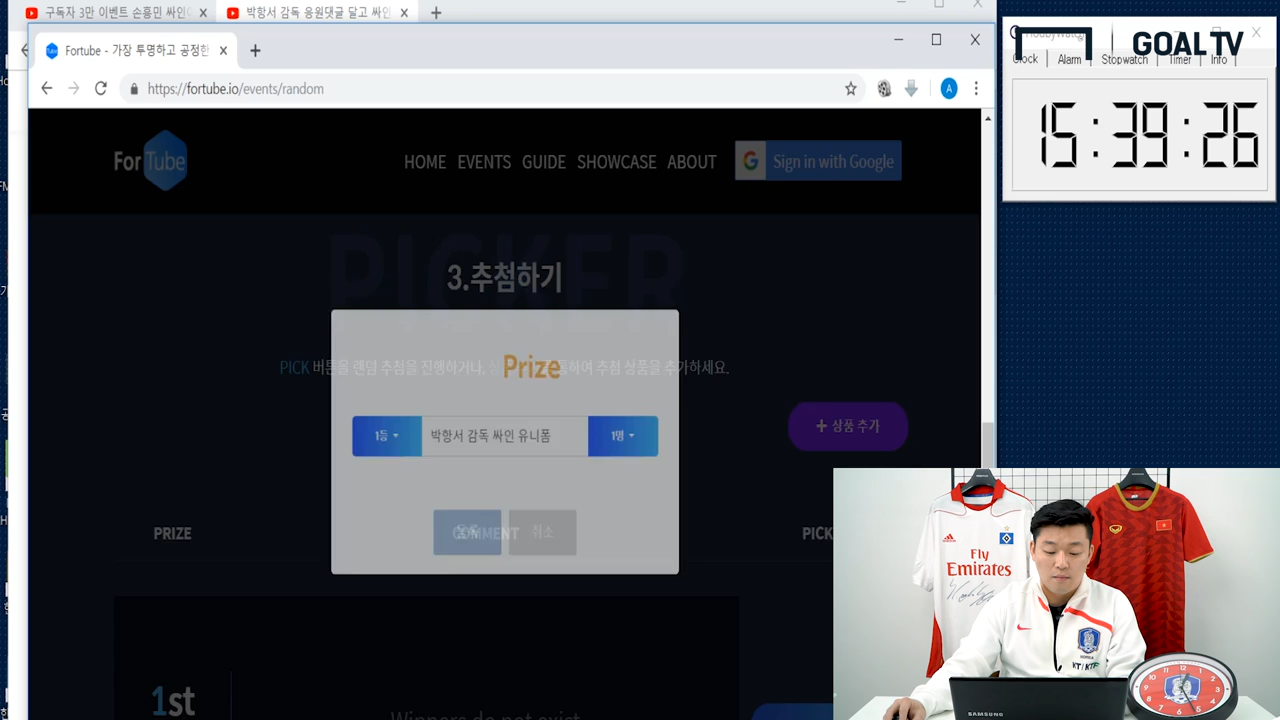 구독자 3만 이벤트 손흥민 싸인
박항서 감독 응원댓글 달고 싸인
Fortube - 가장 투명하고 공정한
https://fortube.io/events/random
A
GOAL TV
Clock Alarm Stopwatch Timer Info
15:39:26
ForTube
HOME EVENTS GUIDE SHOWCASE ABOUT
Sign in with Google
PICKER
3.추첨하기
PICK 버튼을 랜덤 추첨을 진행하거나,
통하여 추첨 상품을 추가하세요.
Prize
1등 박항서 감독 싸인 유니폼 1명
+ 상품 추가
PRIZE COMMENT PICK
취소
1st
Winners do not exist
Fly
Emirates
KOREA
SAMSUNG